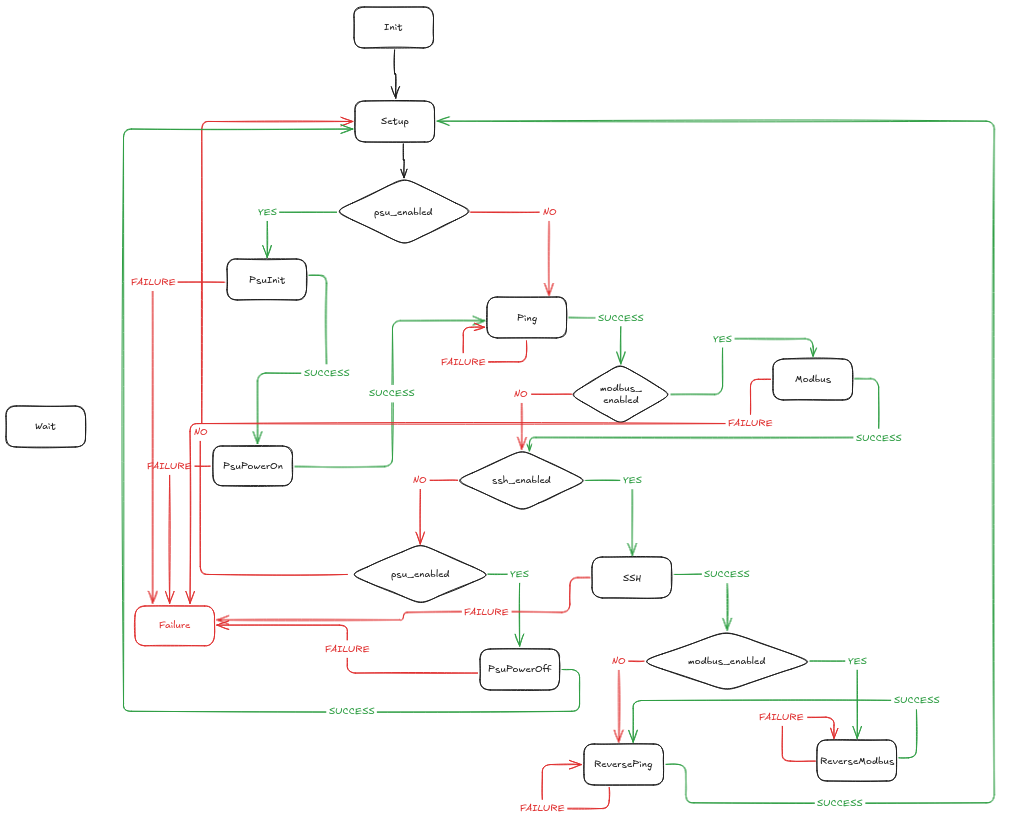 Init
Setup
psu_enabled
YES
NO
FAILURE
PsuInit
Ping
SUCCESS
YES
FAILURE
SUCCESS
Modbus
modbus_
enabled
SUCCESS
NO
FAILURE
Wait
NO
SUCCESS
FAILURE
PsuPowerOn
ssh_enabled
NO
YES
psu_enabled
YES
SSH
SUCCESS
FAILURE
Failure
FAILURE
PsuPowerOff
NO
modbus_enabled
YES
SUCCESS
SUCCESS
FAILURE
ReversePing
ReverseModbus
FAILURE
SUCCESS